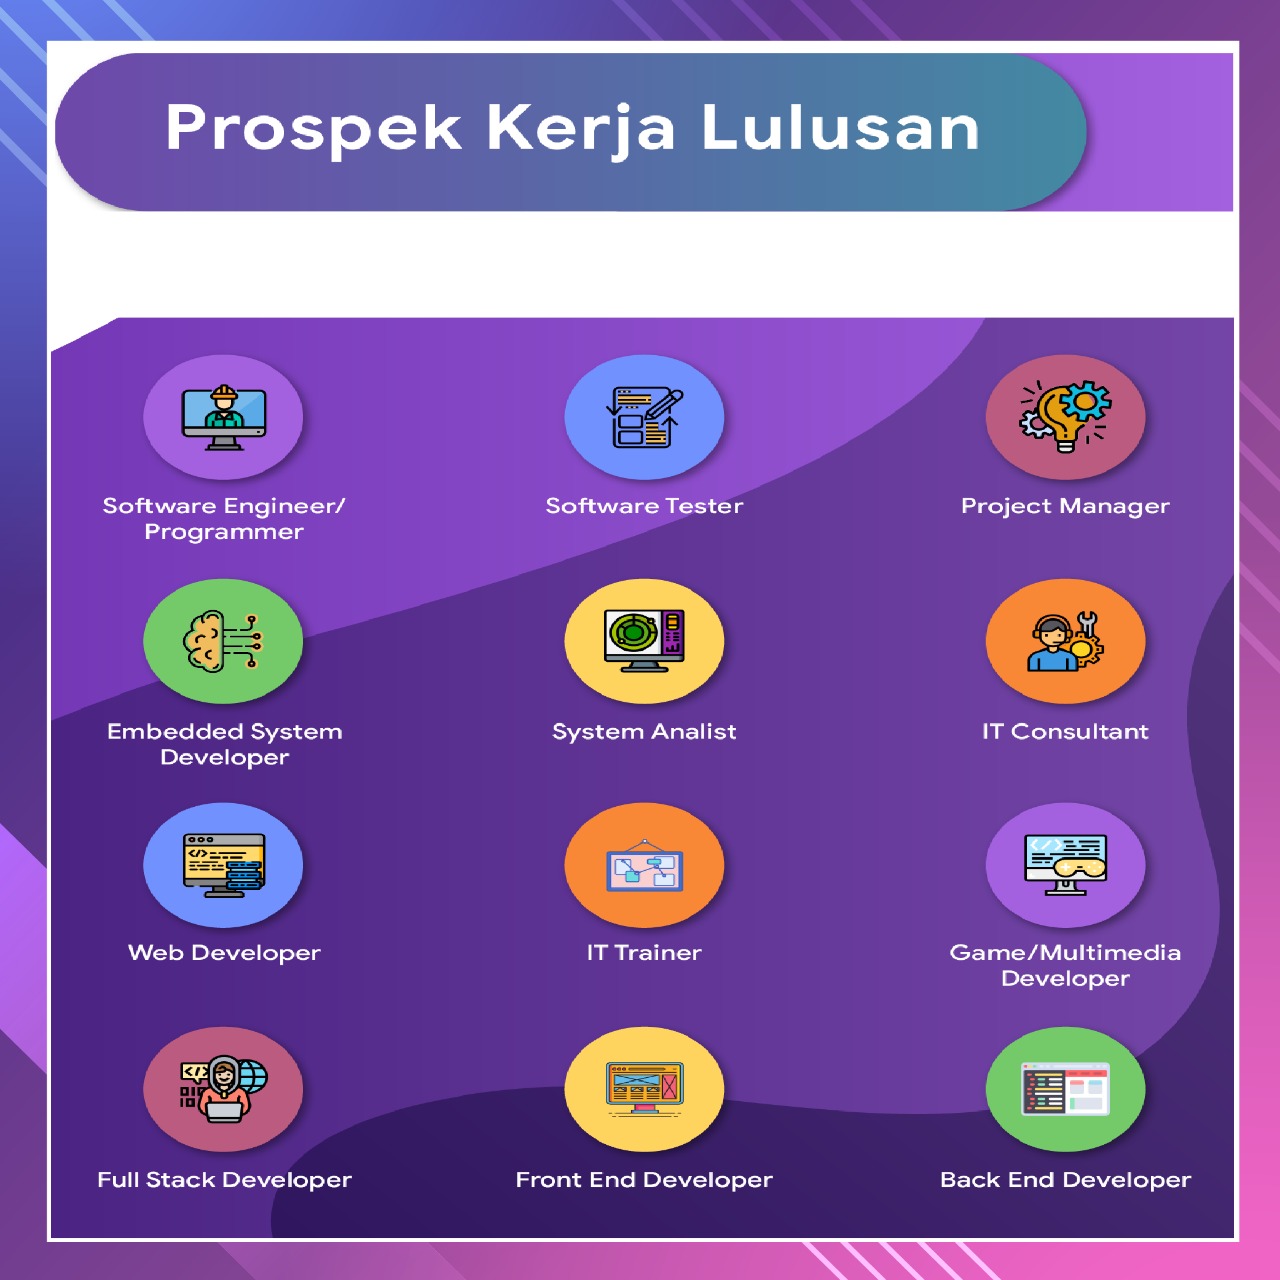 Prospek Kerja Lulusan
Software Engineer/
Programmer
Software Tester
Project Manager
Embedded System
Developer
System Analist
IT Consultant
Web Developer
IT Trainer
Game/Multimedia
Developer
Full Stack Developer
Front End Developer
Back End Developer